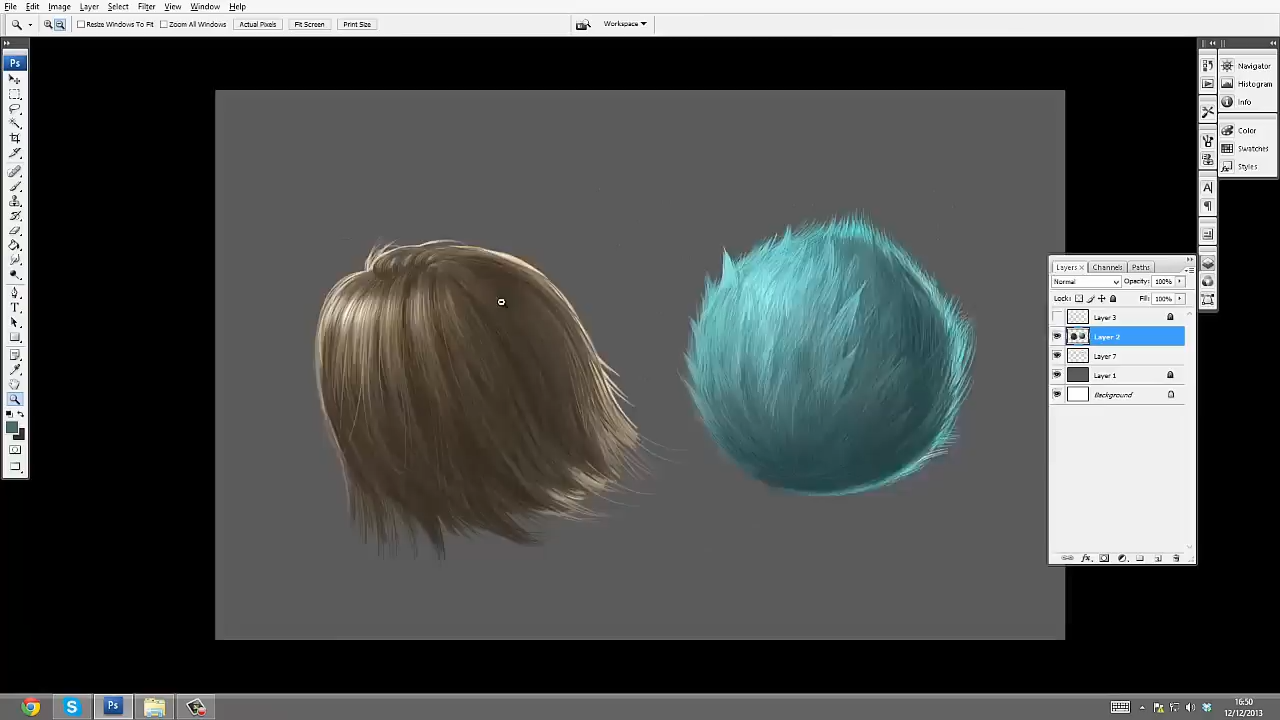 File Edit Image Layer Select Filter View Window Help
Resize Windows To Fit Zoom All Windows Actual Pixels Fit Screen Print Size Workspace
Ps
Navigator
Histogram
Info
Color
Swatches
Styles
Layers Channels Paths
Normal Opacity: 100%
Lock: Fill: 100%
Layer 3
Layer 2
Layer 7
Layer 1
Background
16:50
12/12/2013